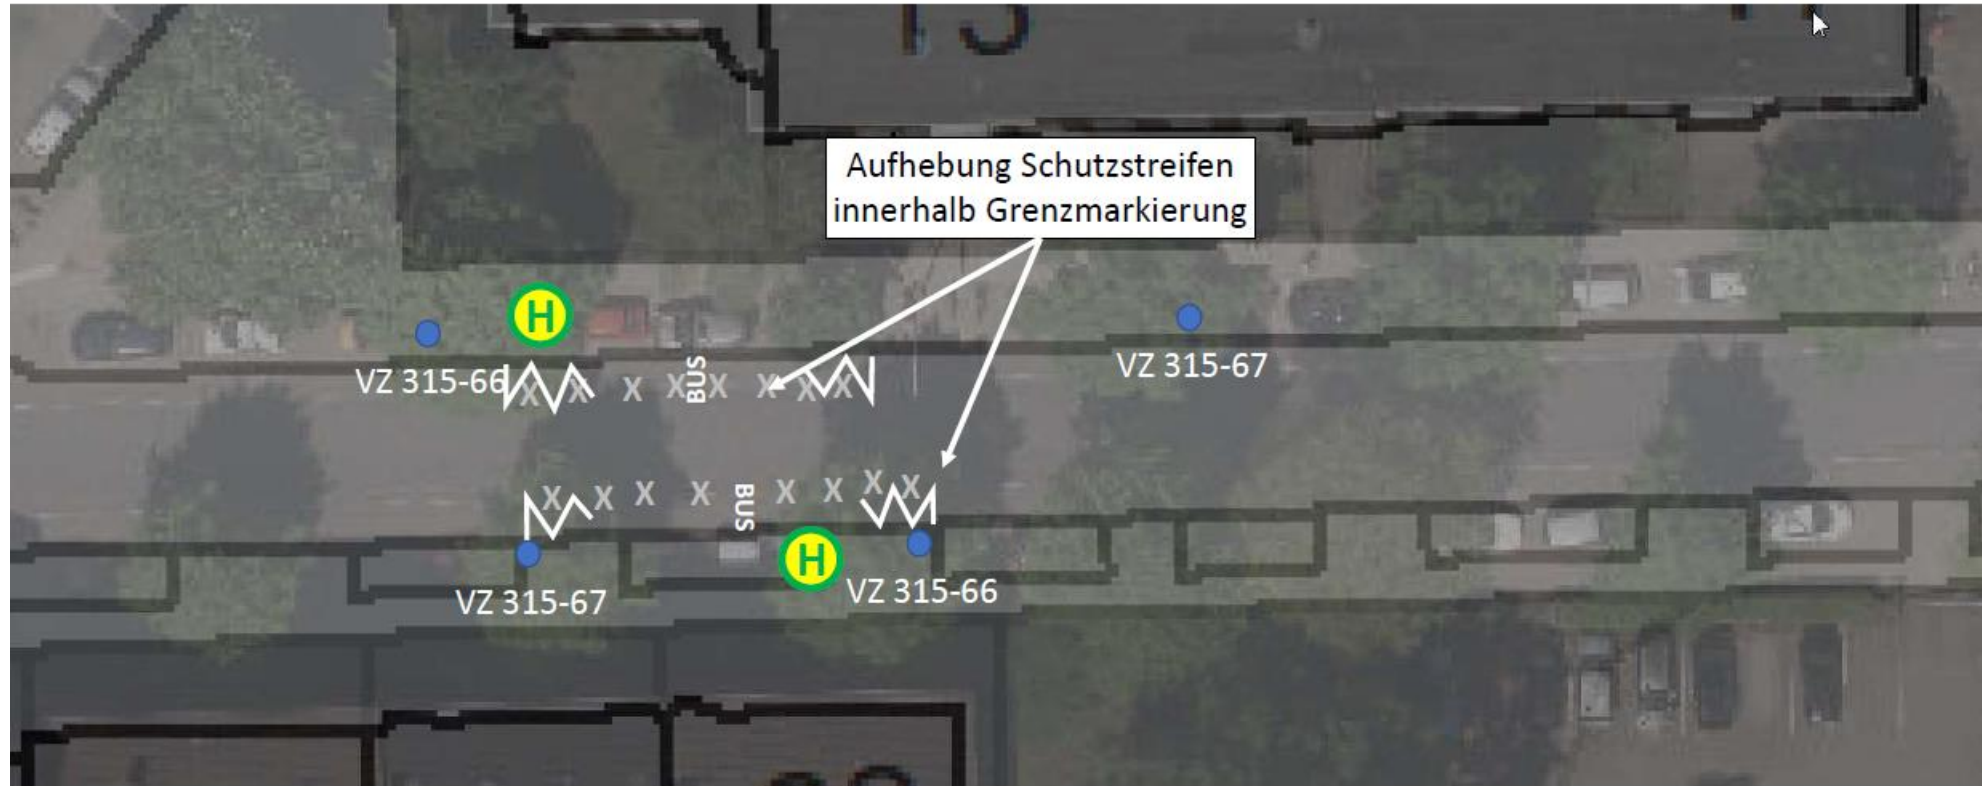 Aufhebung Schutzstreifen
innerhalb Grenzmarkierung
H
VZ 315-66
VZ 315-67
X X X X BUS X X X X
X X X X BUS X X X X
H
VZ 315-67
VZ 315-66